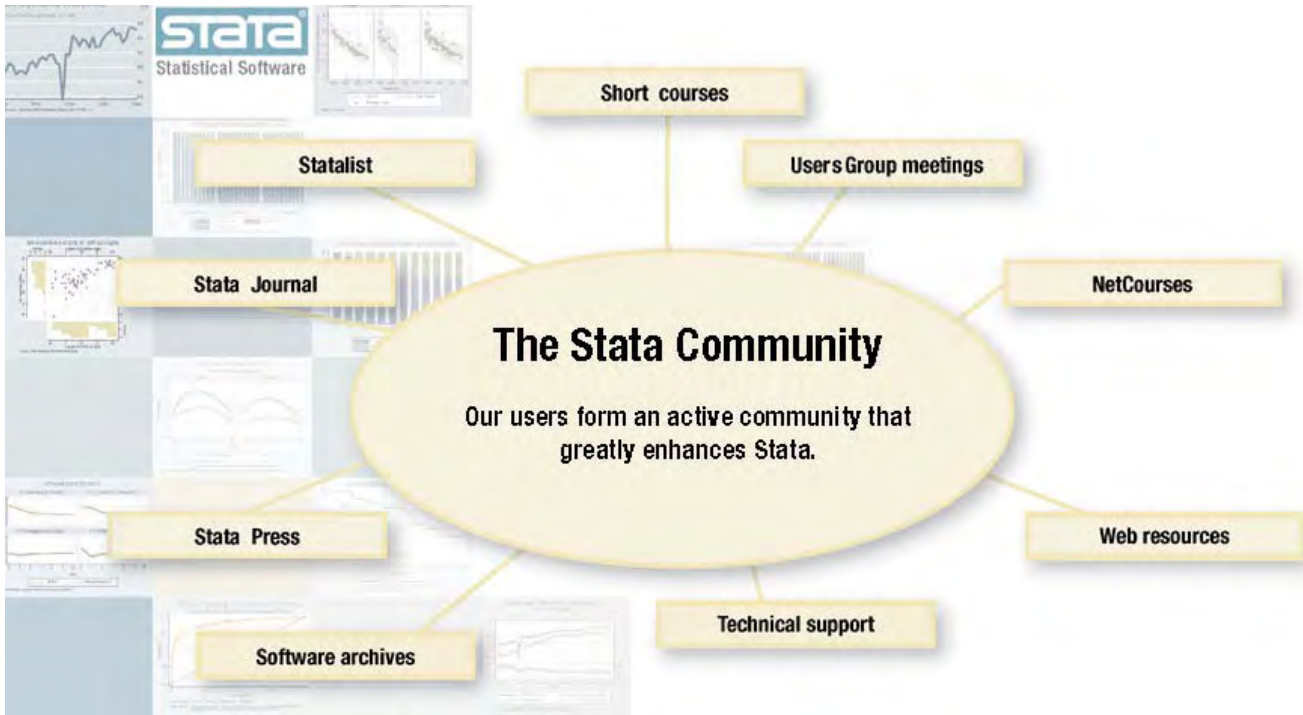 STATA
Statistical Software
Short courses
Statalist
Users Group meetings
Stata Journal
NetCourses
The Stata Community
Our users form an active community that
greatly enhances Stata.
Stata Press
Web resources
Technical support
Software archives